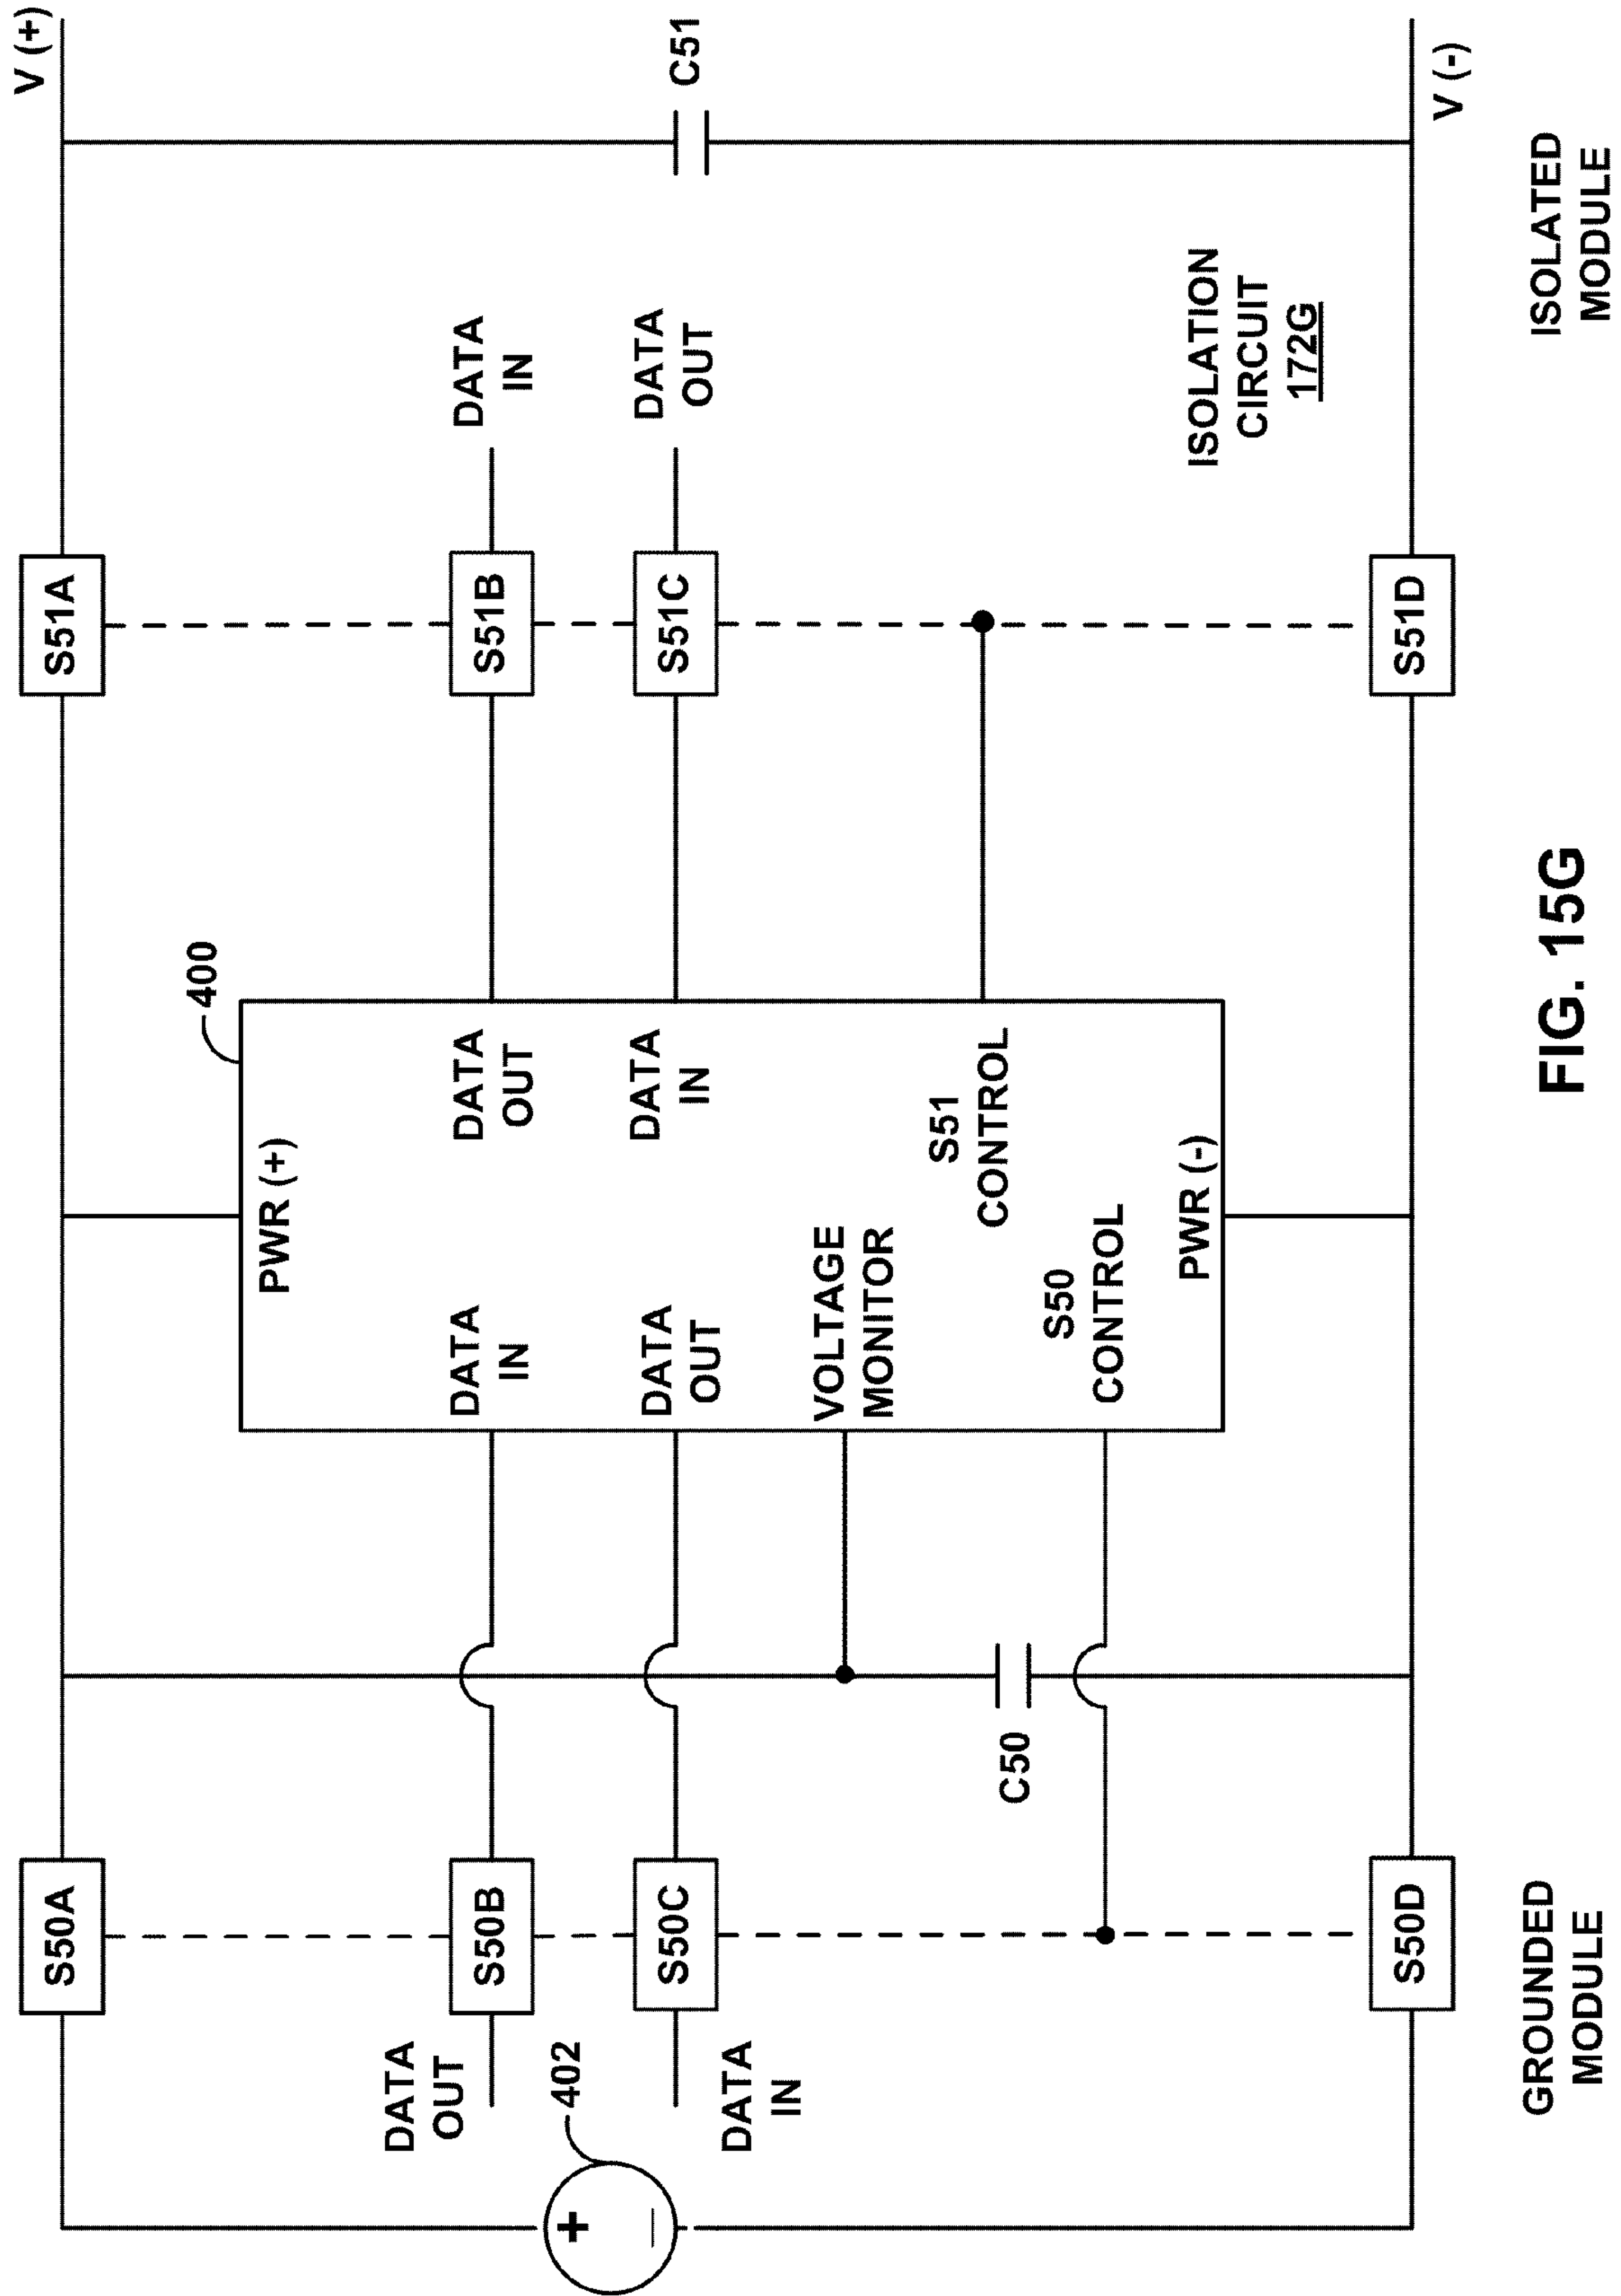 V (+)
S50A
S51A
400
PWR (+)
DATA
OUT
S50B
DATA
IN
DATA
OUT
S51B
DATA
IN
402
+
–
S50C
DATA
OUT
DATA
IN
S51C
DATA
OUT
C51
DATA
IN
VOLTAGE
MONITOR
S51
CONTROL
C50
S50
CONTROL
PWR (-)
ISOLATION
CIRCUIT
172G
S50D
S51D
V (-)
GROUNDED
MODULE
ISOLATED
MODULE
FIG. 15G